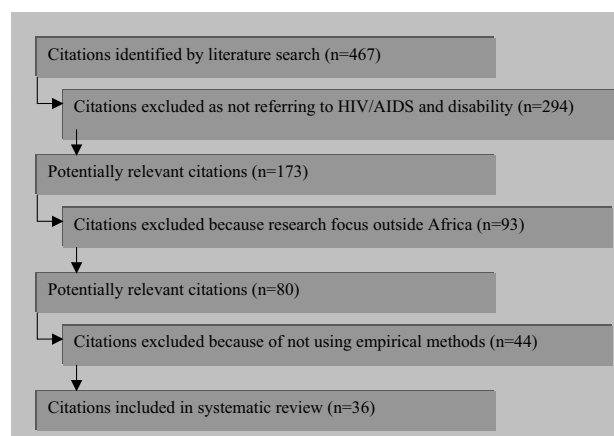 Citations identified by literature search (n=467)
Citations excluded as not referring to HIV/AIDS and disability (n=294)
Potentially relevant citations (n=173)
Citations excluded because research focus outside Africa (n=93)
Potentially relevant citations (n=80)
Citations excluded because of not using empirical methods (n=44)
Citations included in systematic review (n=36)